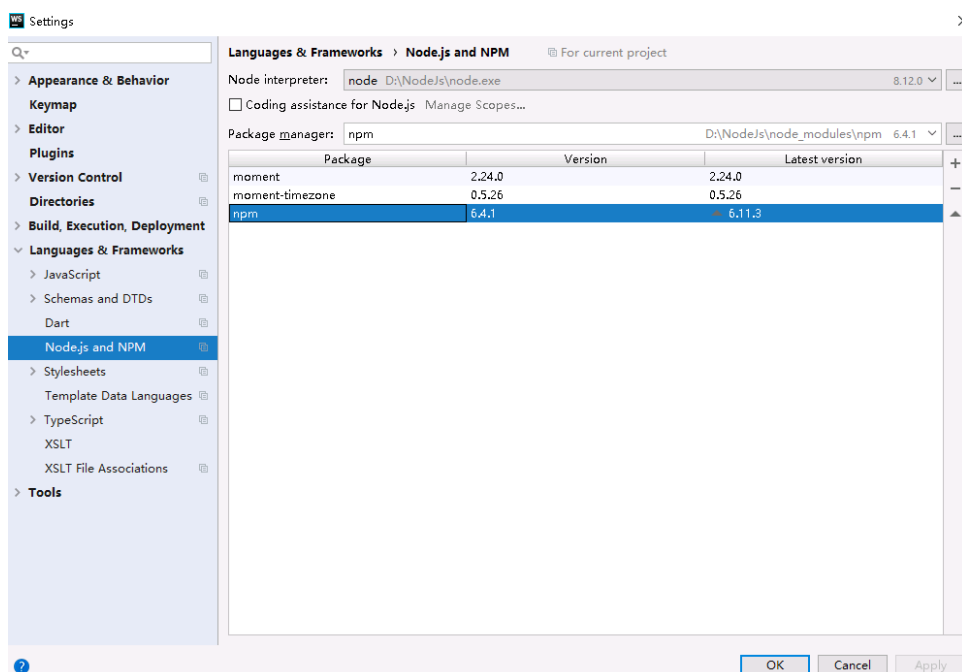 WS Settings
Languages & Frameworks › Node.js and NPM For current project
Appearance & Behavior
Keymap
Editor
Plugins
Version Control
Directories
Build, Execution, Deployment
Languages & Frameworks
JavaScript
Schemas and DTDs
Dart
Node.js and NPM
Stylesheets
Template Data Languages
TypeScript
XSLT
XSLT File Associations
Tools
Node interpreter: node D:\NodeJs\node.exe 8.12.0 ...
Coding assistance for Node.js Manage Scopes...
Package manager: npm D:\NodeJs\node_modules\npm 6.4.1 ...
Package Version Latest version
moment 2.24.0 2.24.0
moment-timezone 0.5.26 0.5.26
npm 6.4.1 6.11.3
? OK Cancel Apply